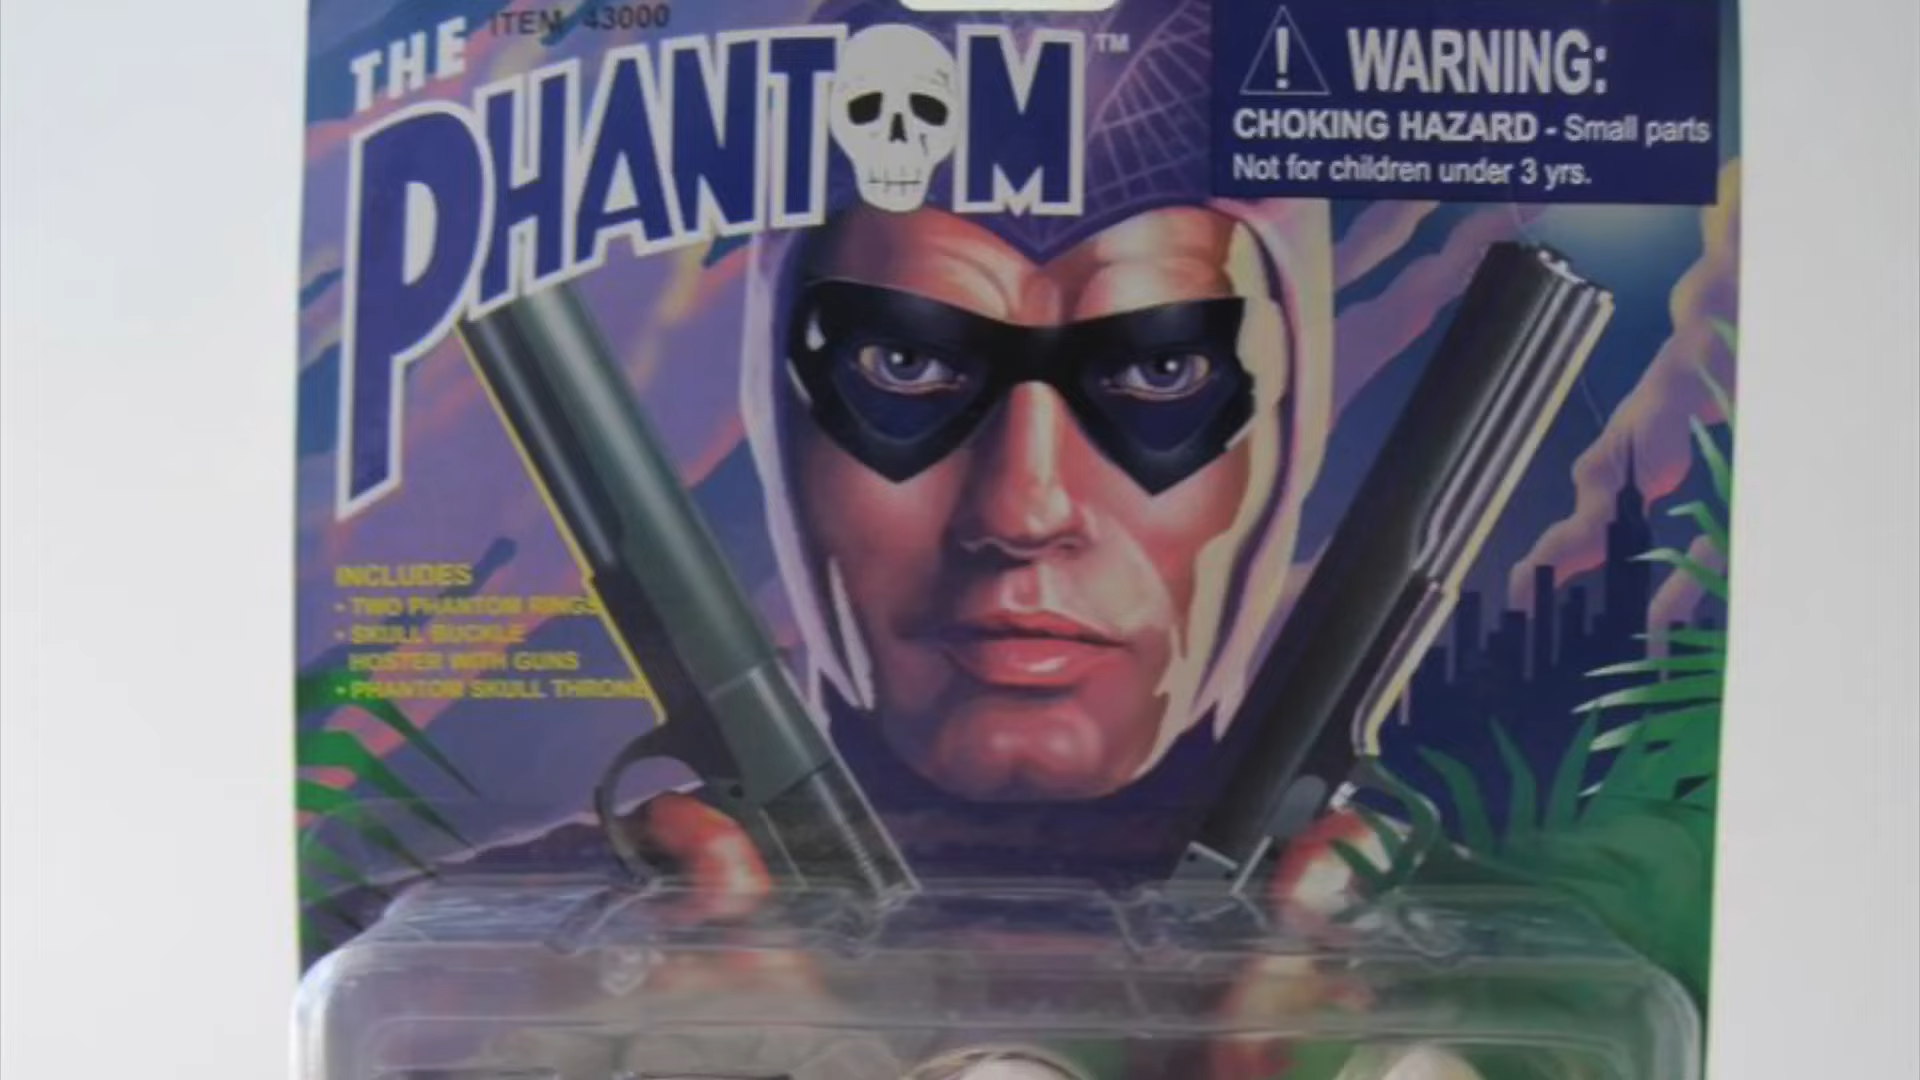 ITEM 43000
THE
PHANTOM™
WARNING:
CHOKING HAZARD - Small parts
Not for children under 3 yrs.
INCLUDES
• TWO PHANTOM RINGS
• SKULL BUCKLE
HOSTER WITH GUNS
• PHANTOM SKULL THRONE